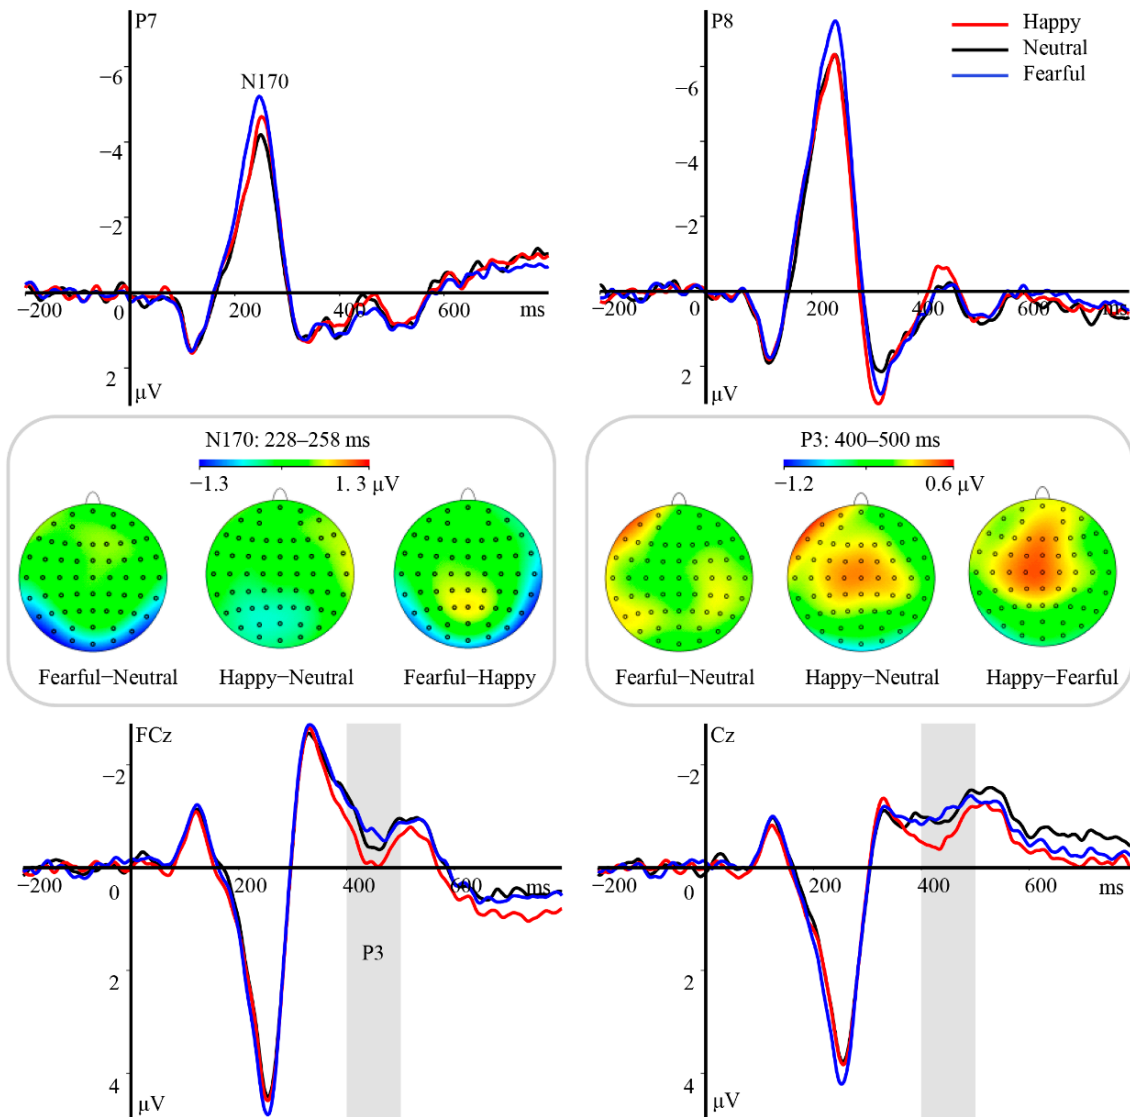 P7
P8
Happy
Neutral
Fearful
N170
−6
−4
−2
−200
0
200
400
600
ms
2
μV
−6
−4
−2
−200
0
200
400
600
ms
2
μV
N170: 228–258 ms
−1.3
1. 3 μV
Fearful−Neutral
Happy−Neutral
Fearful−Happy
P3: 400–500 ms
−1.2
0.6 μV
Fearful−Neutral
Happy−Neutral
Happy−Fearful
FCz
−2
−200
0
200
400
600
ms
P3
2
4
μV
Cz
-2
−200
0
200
400
600
ms
2
4
μV